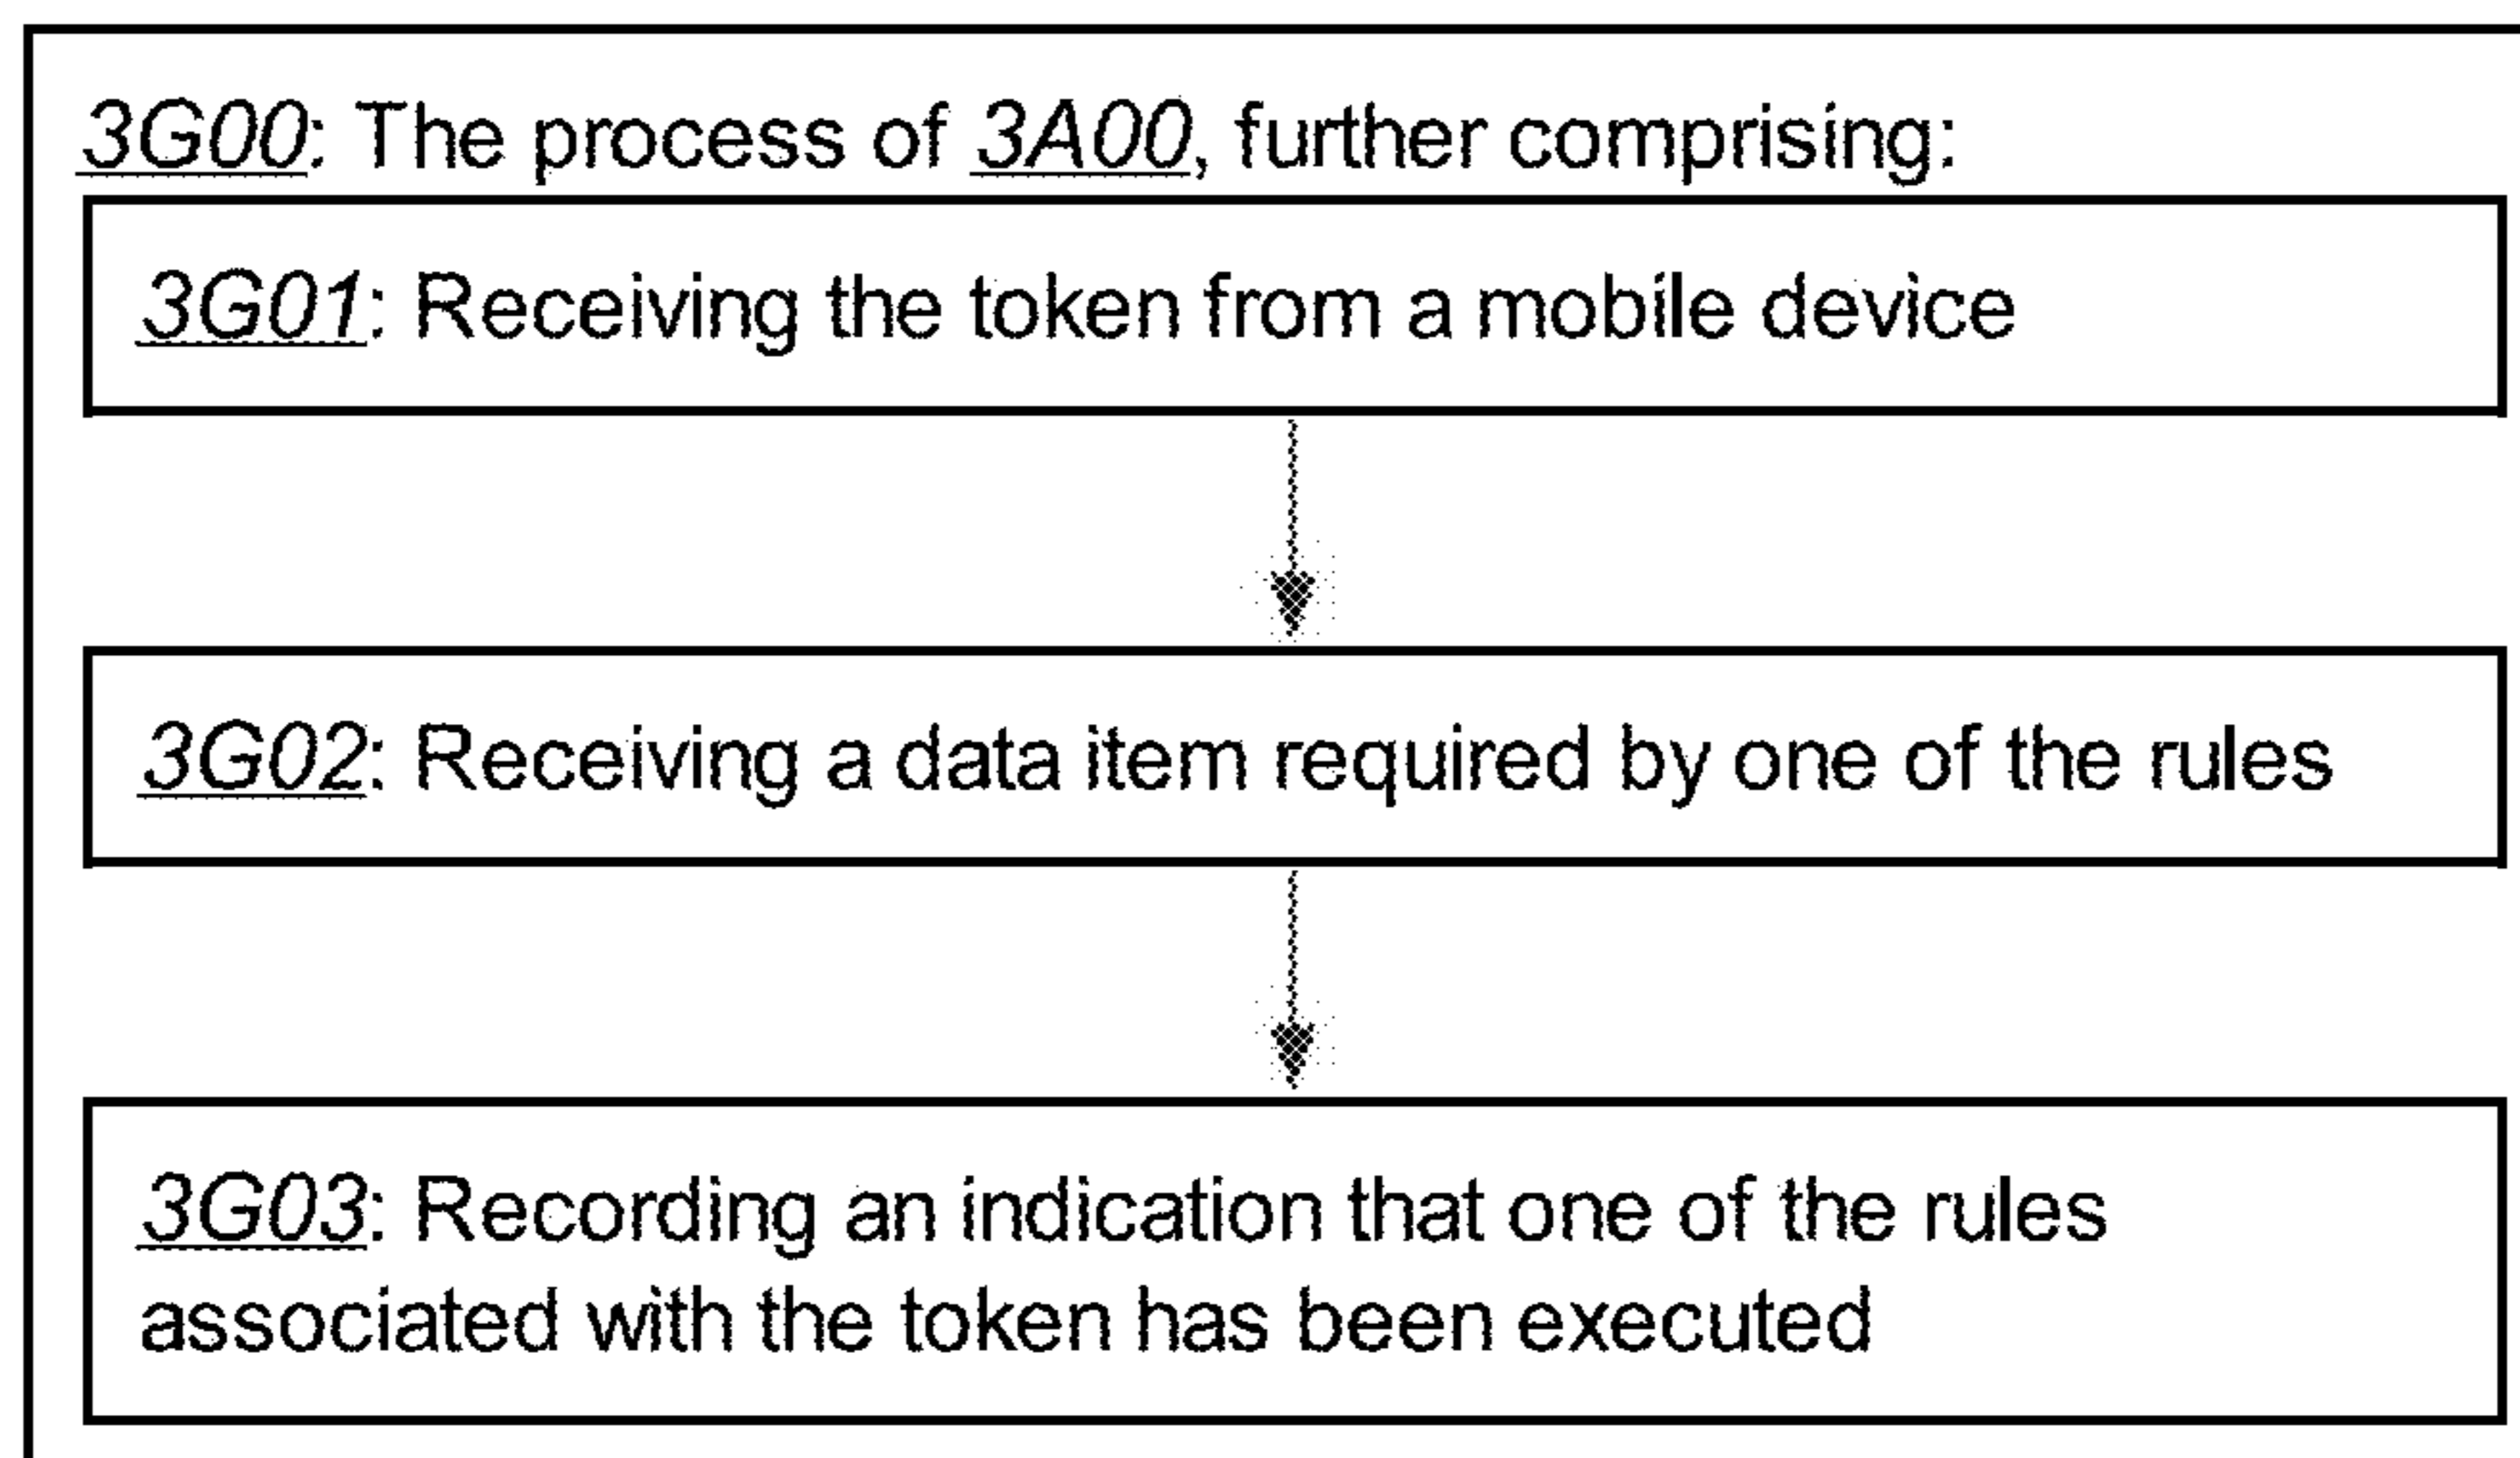 3G00: The process of 3A00, further comprising:
3G01: Receiving the token from a mobile device
3G02: Receiving a data item required by one of the rules
3G03: Recording an indication that one of the rules
associated with the token has been executed